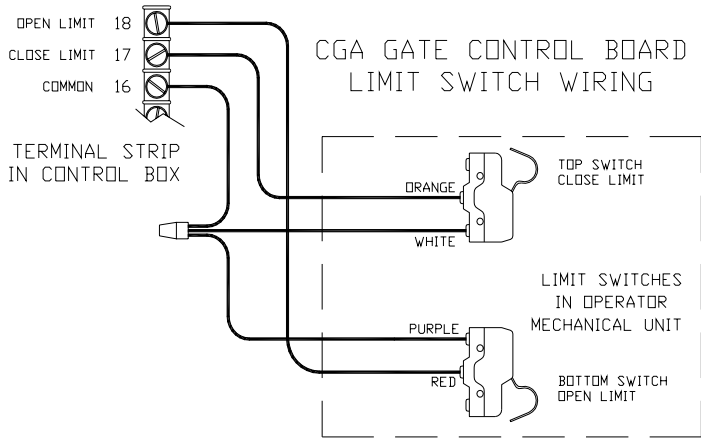 OPEN LIMIT 18
CLOSE LIMIT 17
COMMON 16
TERMINAL STRIP
IN CONTROL BOX
CGA GATE CONTROL BOARD
LIMIT SWITCH WIRING
ORANGE
WHITE
TOP SWITCH
CLOSE LIMIT
LIMIT SWITCHES
IN OPERATOR
MECHANICAL UNIT
PURPLE
RED
BOTTOM SWITCH
OPEN LIMIT